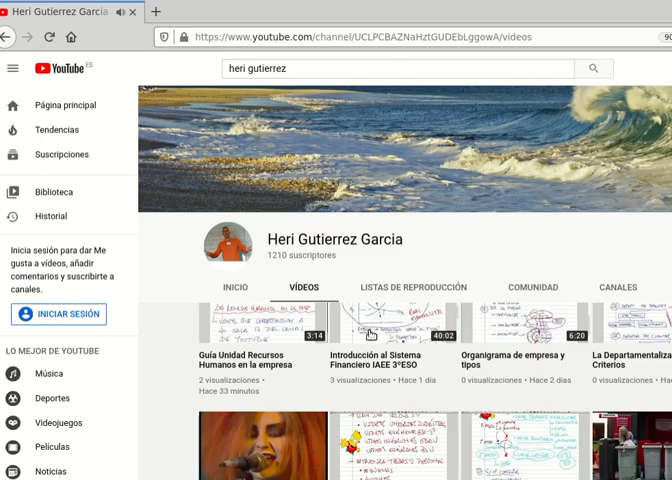 Heri Gutierrez Garcia
https://www.youtube.com/channel/UCLPCBAZNaHztGUDEbLggowA/videos
90
YouTube ES
heri gutierrez
Página principal
Tendencias
Suscripciones
Biblioteca
Historial
Inicia sesión para dar Me
gusta a vídeos, añadir
comentarios y suscribirte a
canales.
INICIAR SESIÓN
LO MEJOR DE YOUTUBE
Música
Deportes
Videojuegos
Películas
Noticias
Heri Gutierrez Garcia
1210 suscriptores
INICIO
VÍDEOS
LISTAS DE REPRODUCCIÓN
COMUNIDAD
CANALES
DE YOUTUBE
3:14
40:02
6:20
Guía Unidad Recursos
Humanos en la empresa
2 visualizaciones •
Hace 33 minutos
Introducción al Sistema
Financiero IAEE 3ºESO
3 visualizaciones • Hace 1 día
Organigrama de empresa y
tipos
0 visualizaciones • Hace 2 días
La Departamentaliza
Criterios
0 visualizaciones • Ha